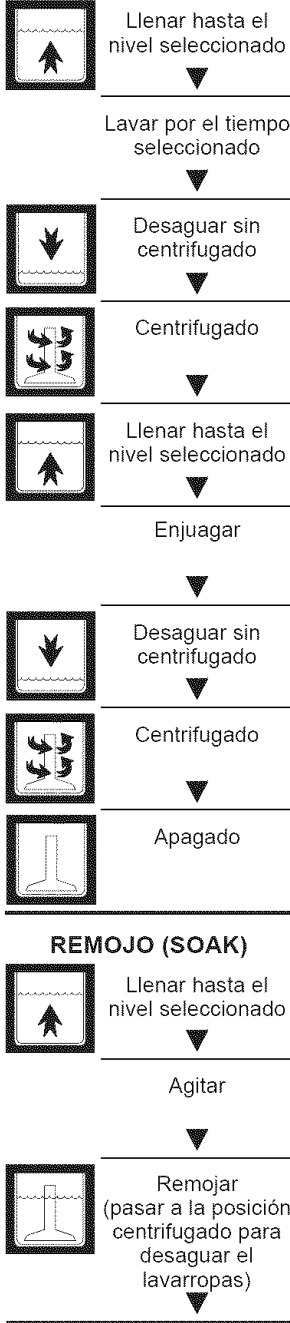 Llenar hasta el
nivel seleccionado
Lavar por el tiempo
seleccionado
Desaguar sin
centrifugado
Centrifugado
Llenar hasta el
nivel seleccionado
Enjuagar
Desaguar sin
centrifugado
Centrifugado
Apagado
REMOJO (SOAK)
Llenar hasta el
nivel seleccionado
Agitar
Remojar
(pasar a la posición
centrifugado para
desaguar el
lavarropas)